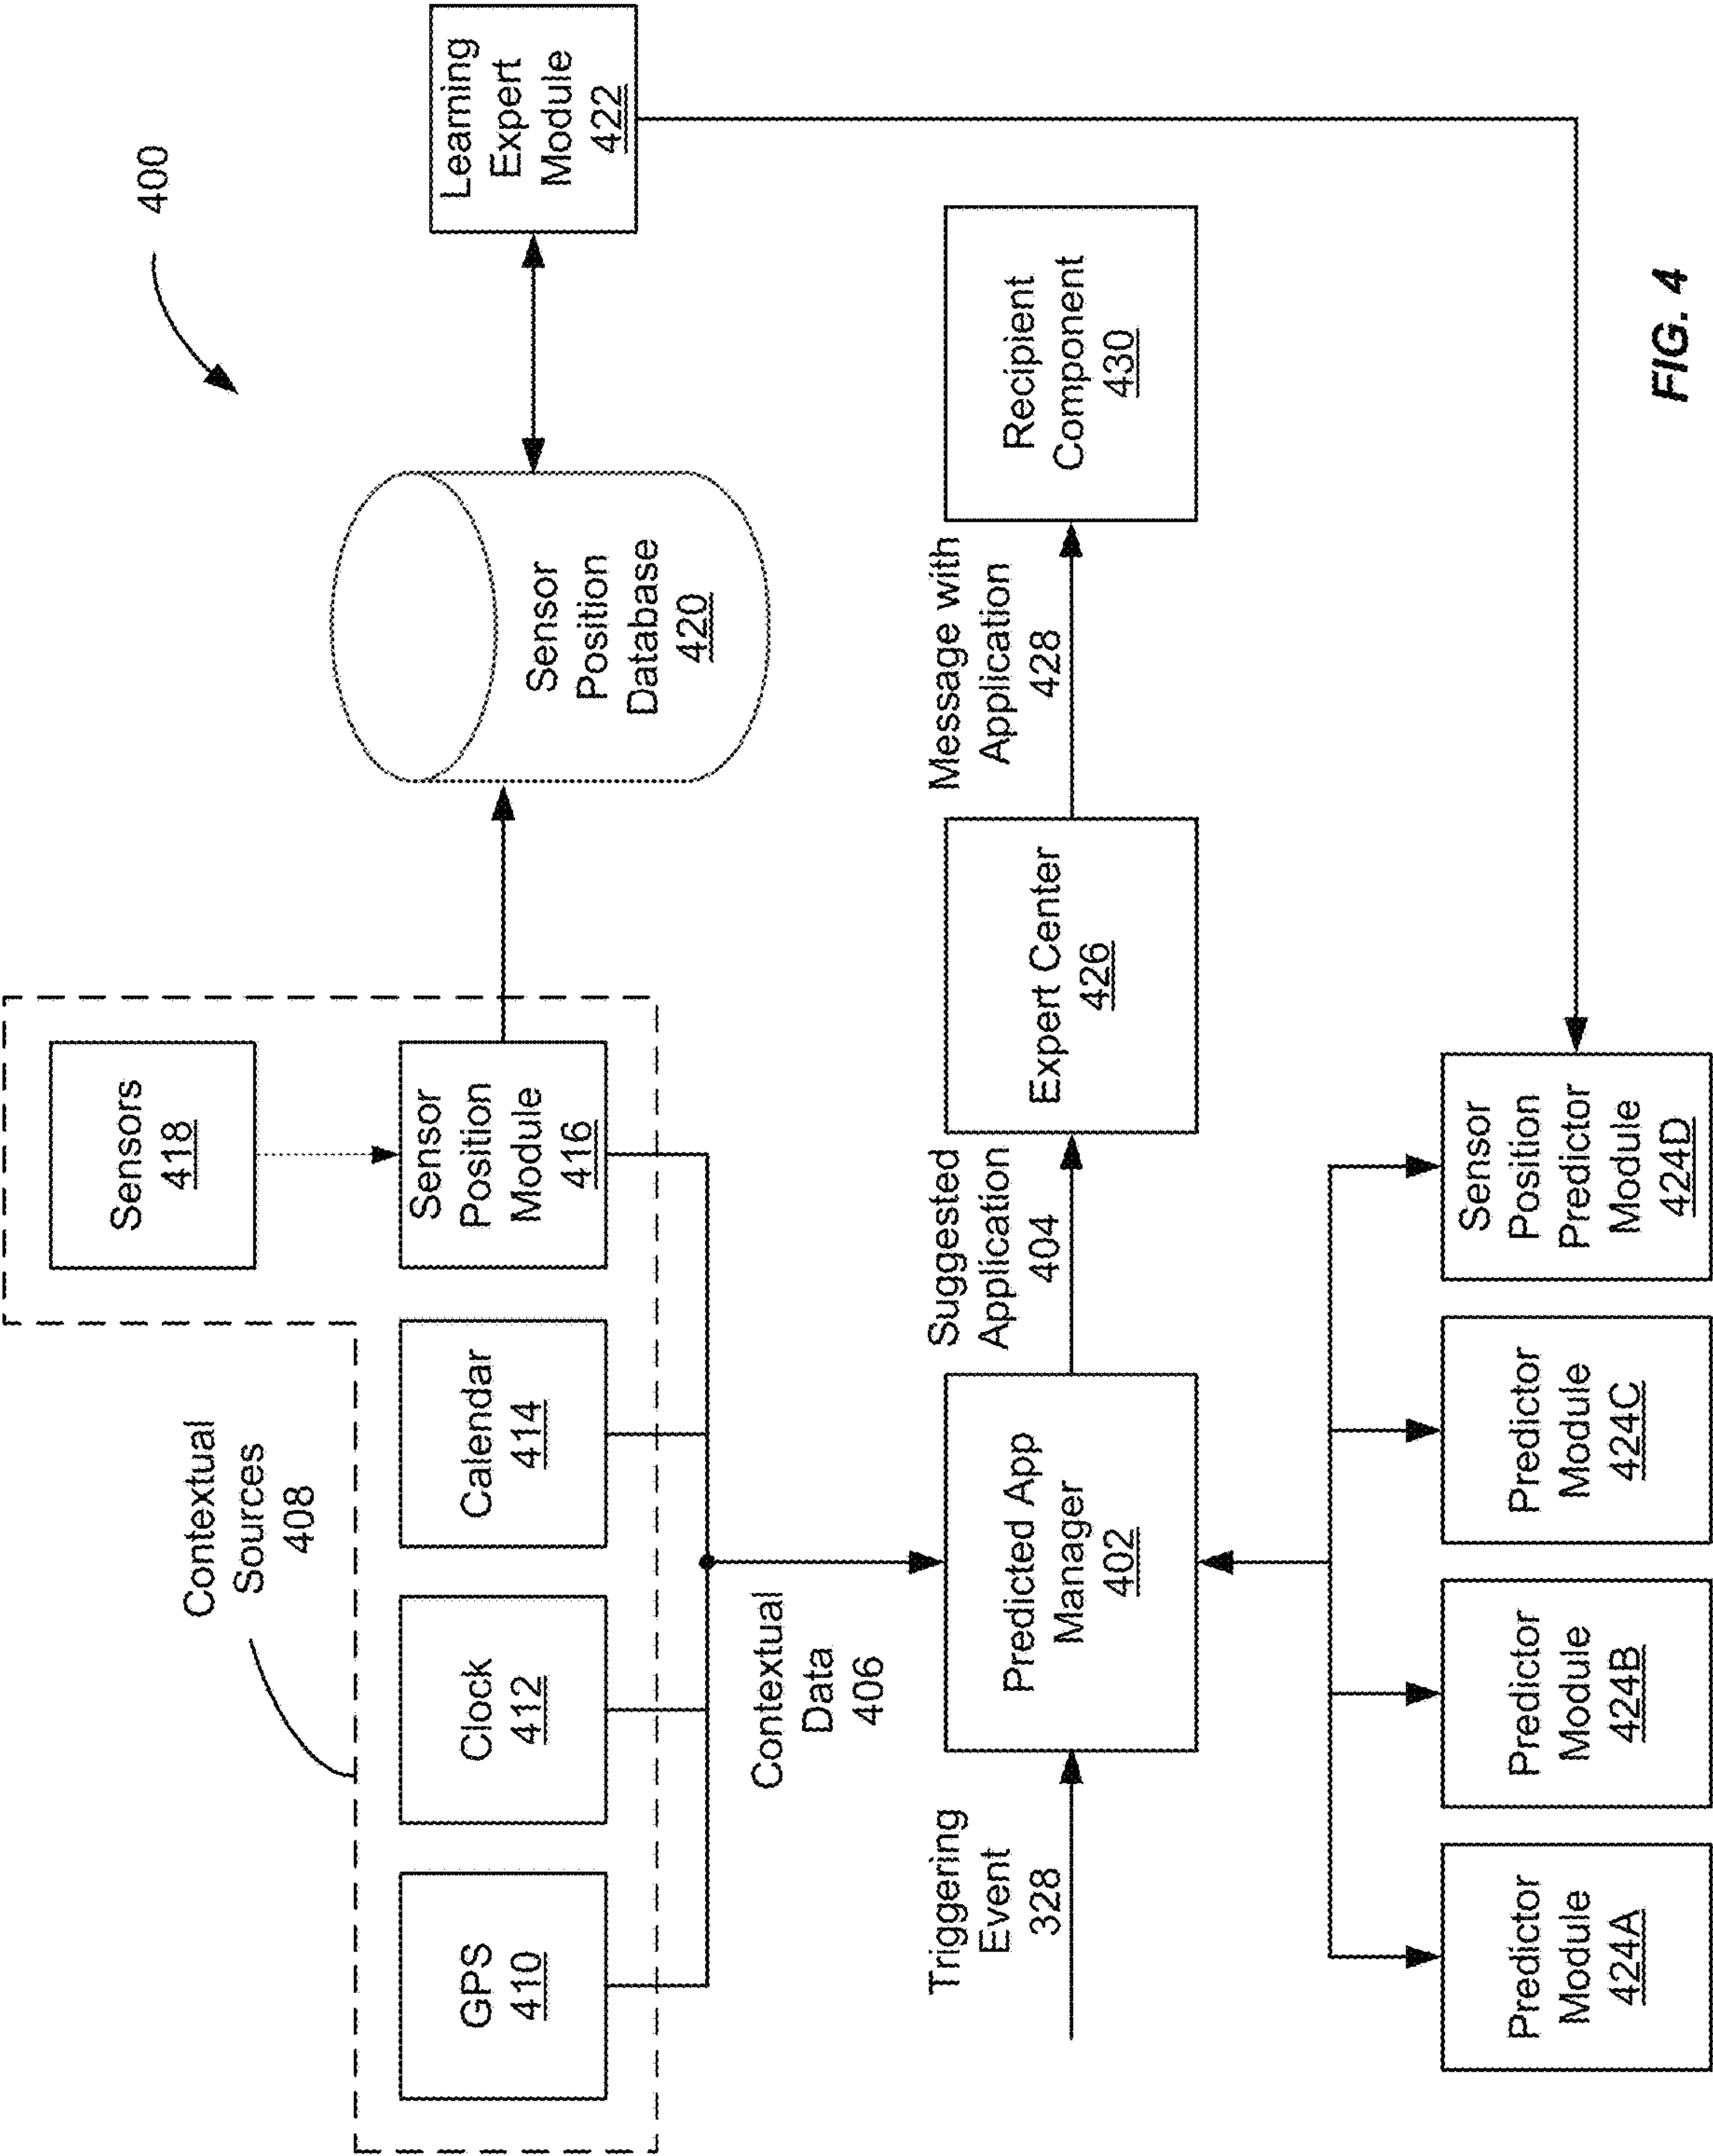 400
Contextual
Sources
408
Sensors
418
GPS
410
Clock
412
Calendar
414
Sensor
Position
Module
416
Sensor
Position
Database
420
Learning
Expert
Module
422
Contextual
Data
406
Triggering
Event
328
Predicted App
Manager
402
Suggested
Application
404
Expert Center
426
Message with
Application
428
Recipient
Component
430
Predictor
Module
424A
Predictor
Module
424B
Predictor
Module
424C
Sensor
Position
Predictor
Module
424D
FIG. 4